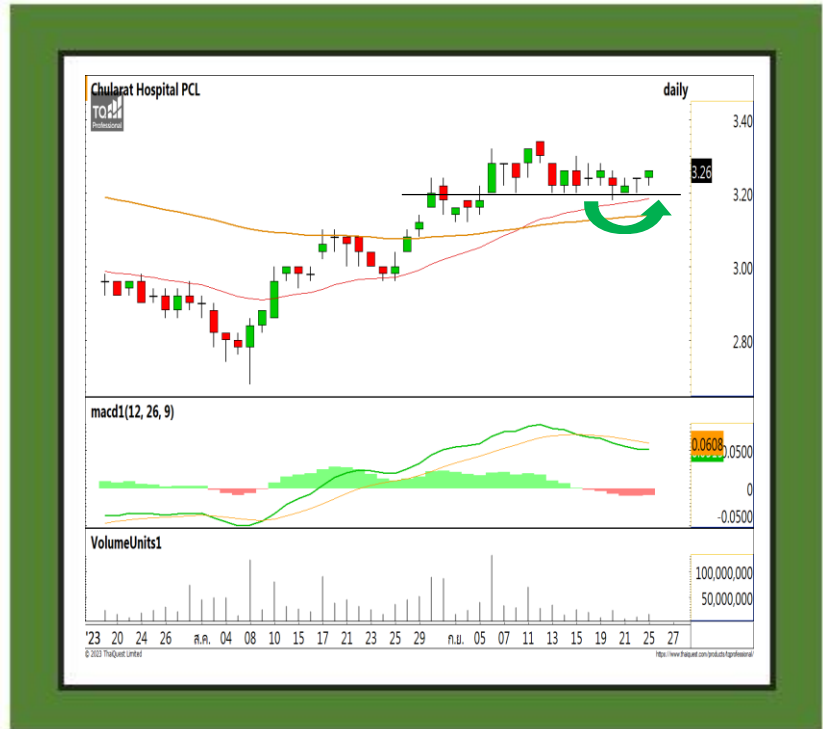 Chularat Hospital PCL daily
TQ
Professional
3.40
3.26
3.20
3.00
2.80
macd1(12, 26, 9)
0.0608
0.0500
0
-0.0500
VolumeUnits1
100,000,000
50,000,000
'23 20 24 26 ส.ค. 04 08 10 15 17 21 23 25 29 ก.ย. 05 07 11 13 15 19 21 25 27
© 2023 ThaiQuest Limited https://www.thaiquest.com/products/tqprofessional/